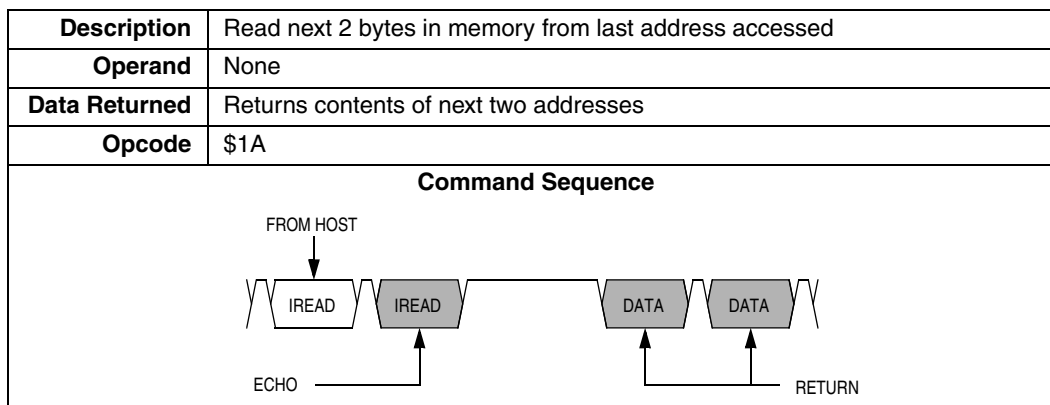 Description Read next 2 bytes in memory from last address accessed
Operand None
Data Returned Returns contents of next two addresses
Opcode $1A
Command Sequence
FROM HOST
IREAD IREAD DATA DATA
ECHO RETURN